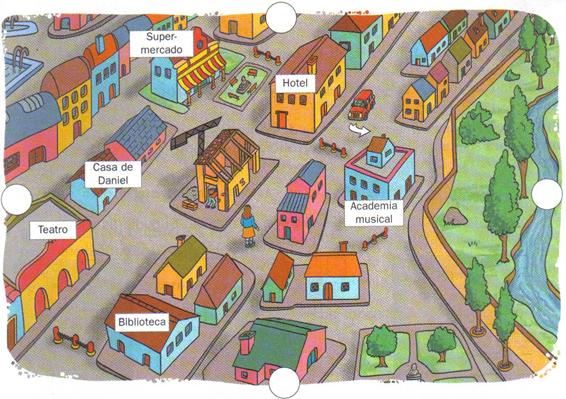 Super-
mercado
Hotel
Casa de
Daniel
Academia
musical
Teatro
Biblioteca